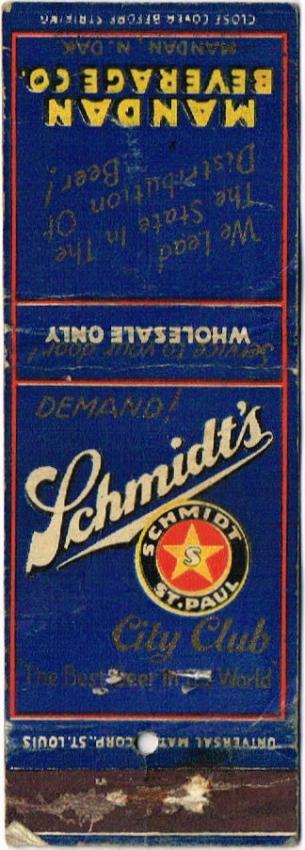 CLOSE COVER BEFORE STRIKING
MANDAN
BEVERAGE CO.
MANDAN, N. DAK.
We Lead
The State In The
Distribution Of
Beer!
WHOLESALE ONLY
Service to your door!
DEMAND!
Schmidt's
SCHMIDT
S
ST. PAUL
City Club
"The Best Beer In The World"
UNIVERSAL MATCH CORP., ST. LOUIS